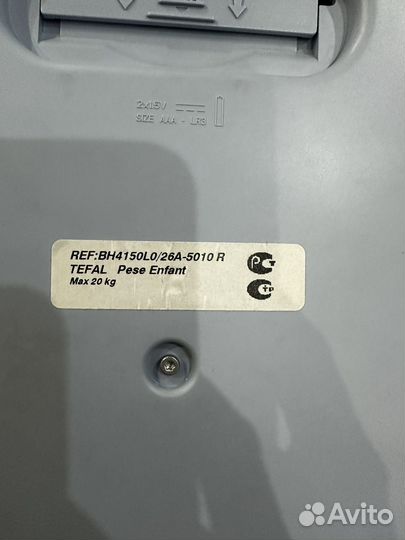 2x1.5V
SIZE AAA - LR3
REF:BH4150L0/26A-5010 R
TEFAL Pese Enfant
Max 20 kg
Avito